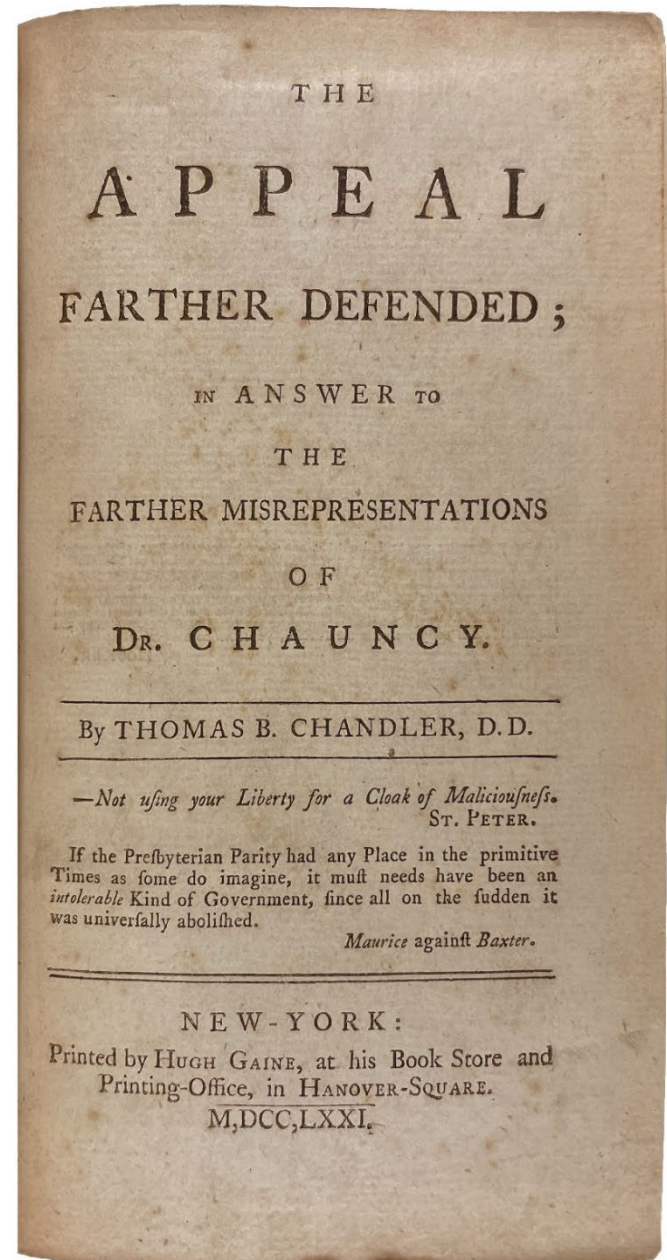 THE
APPEAL
FARTHER DEFENDED;
IN ANSWER TO
THE
FARTHER MISREPRESENTATIONS
OF
DR. CHAUNCY.
By THOMAS B. CHANDLER, D.D.
—Not uſing your Liberty for a Cloak of Maliciouſneſs.
ST. PETER.
If the Preſbyterian Parity had any Place in the primitive
Times as ſome do imagine, it muſt needs have been an
intolerable Kind of Government, ſince all on the ſudden it
was univerſally aboliſhed.
Maurice againſt Baxter.
NEW-YORK:
Printed by HUGH GAINE, at his Book Store and
Printing-Office, in HANOVER-SQUARE.
M,DCC,LXXI.